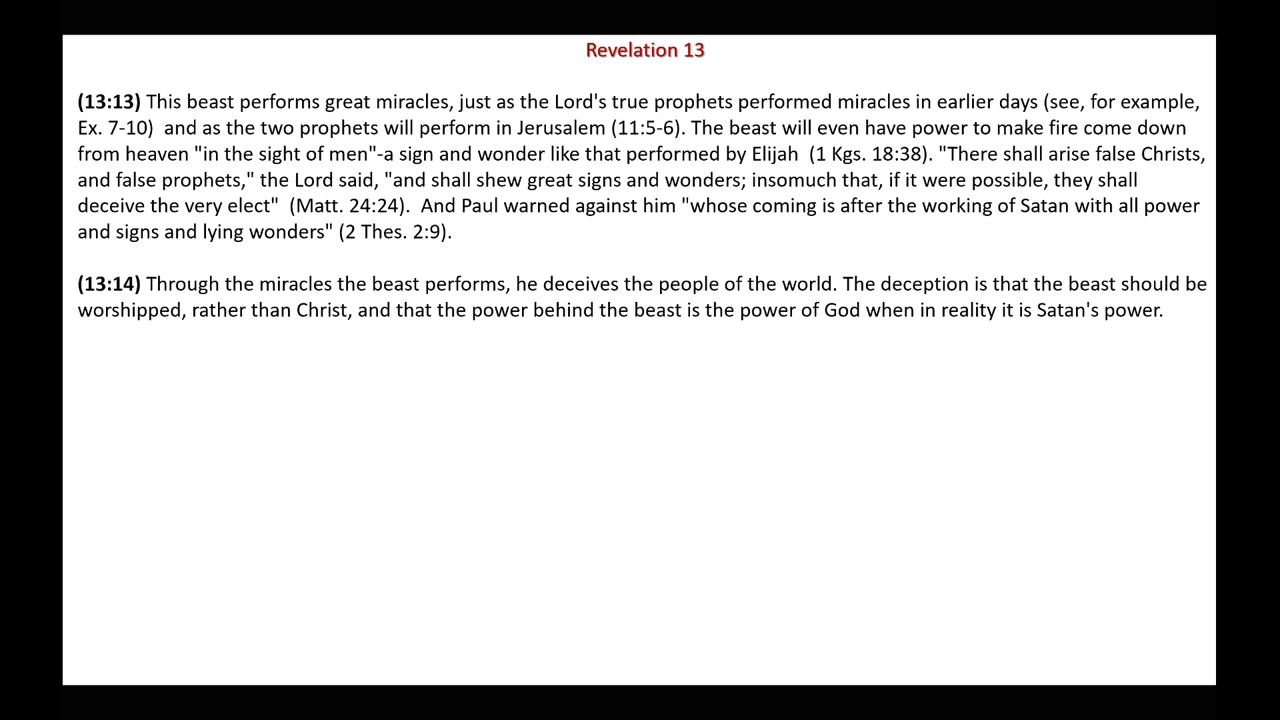 Revelation 13
(13:13) This beast performs great miracles, just as the Lord's true prophets performed miracles in earlier days (see, for example,
Ex. 7-10)  and as the two prophets will perform in Jerusalem (11:5-6). The beast will even have power to make fire come down
from heaven "in the sight of men"-a sign and wonder like that performed by Elijah  (1 Kgs. 18:38). "There shall arise false Christs,
and false prophets," the Lord said, "and shall shew great signs and wonders; insomuch that, if it were possible, they shall
deceive the very elect"  (Matt. 24:24).  And Paul warned against him "whose coming is after the working of Satan with all power
and signs and lying wonders" (2 Thes. 2:9).
(13:14) Through the miracles the beast performs, he deceives the people of the world. The deception is that the beast should be
worshipped, rather than Christ, and that the power behind the beast is the power of God when in reality it is Satan's power.